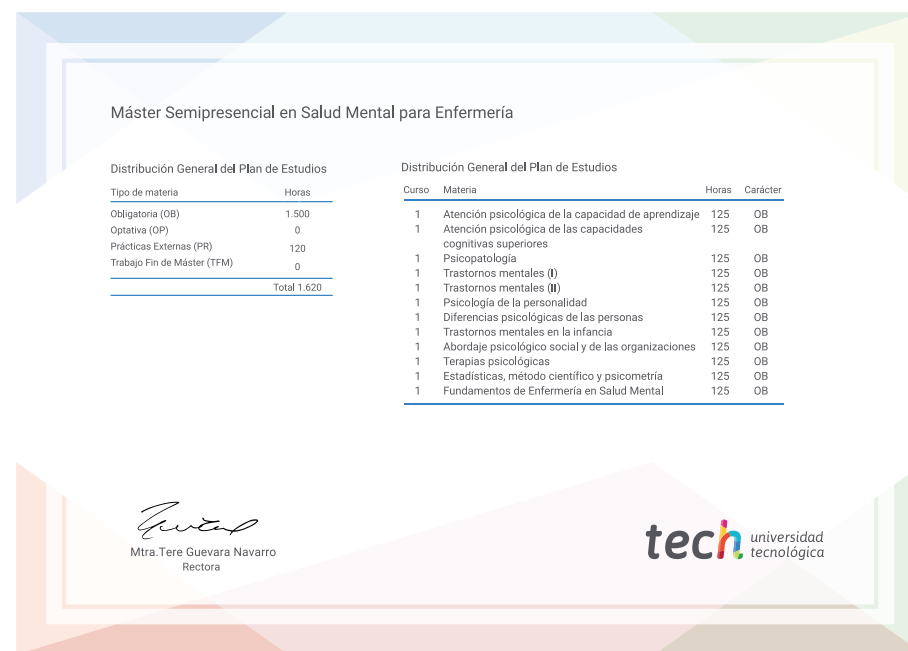 Máster Semipresencial en Salud Mental para Enfermería
Distribución General del Plan de Estudios
Tipo de materia Horas
Obligatoria (OB) 1.500
Optativa (OP) 0
Prácticas Externas (PR) 120
Trabajo Fin de Máster (TFM) 0
Total 1.620
Distribución General del Plan de Estudios
Curso Materia Horas Carácter
1 Atención psicológica de la capacidad de aprendizaje 125 OB
1 Atención psicológica de las capacidades 125 OB
cognitivas superiores
1 Psicopatología 125 OB
1 Trastornos mentales (I) 125 OB
1 Trastornos mentales (II) 125 OB
1 Psicología de la personalidad 125 OB
1 Diferencias psicológicas de las personas 125 OB
1 Trastornos mentales en la infancia 125 OB
1 Abordaje psicológico social y de las organizaciones 125 OB
1 Terapias psicológicas 125 OB
1 Estadísticas, método científico y psicometría 125 OB
1 Fundamentos de Enfermería en Salud Mental 125 OB
Mtra.Tere Guevara Navarro
Rectora
tech universidad
tecnológica